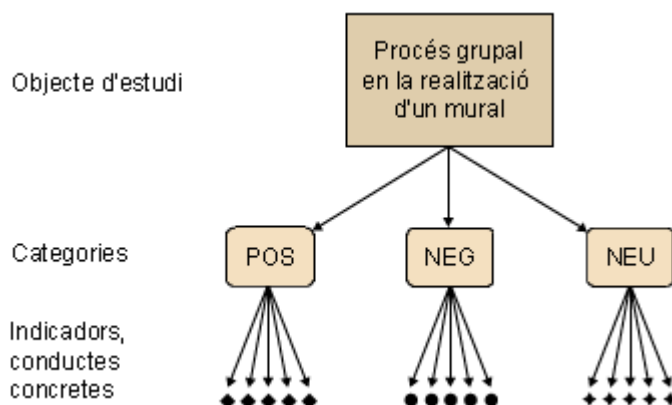 Objecte d'estudi
Procés grupal
en la realització
d'un mural
Categories
POS
NEG
NEU
Indicadors,
conductes
concretes